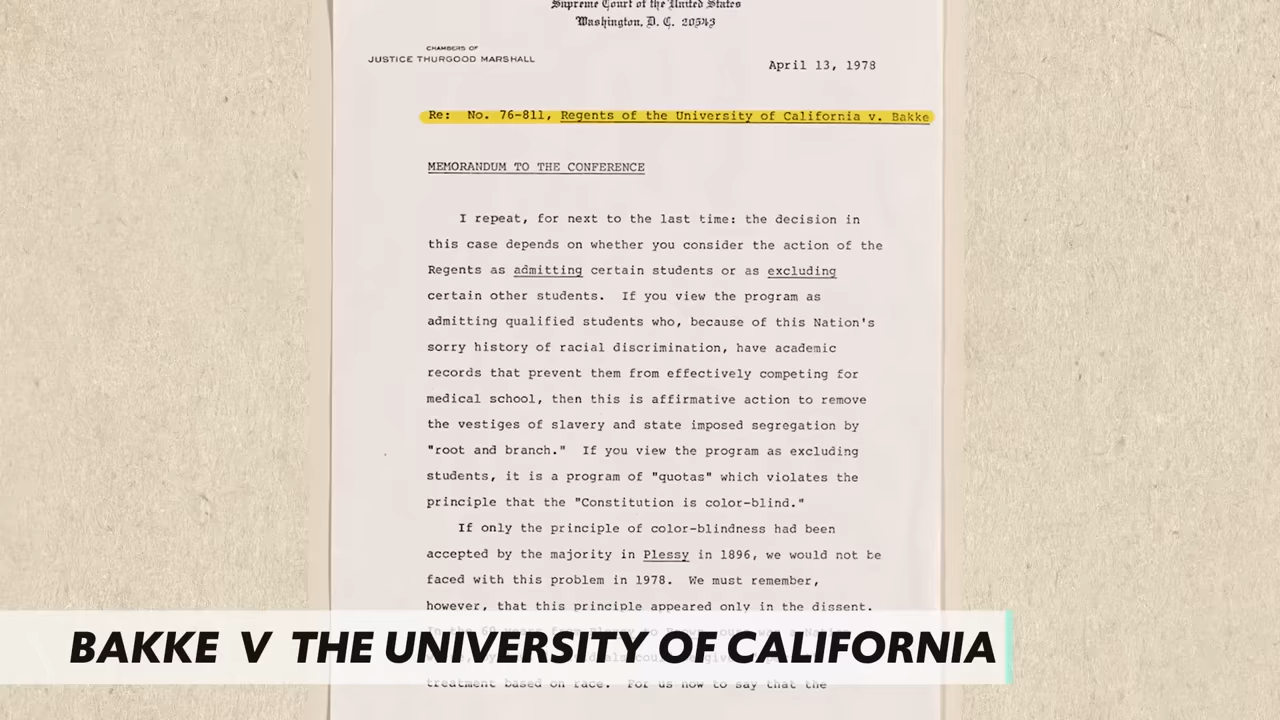 Supreme Court of the United States
Washington, D. C. 20543
CHAMBERS OF
JUSTICE THURGOOD MARSHALL
April 13, 1978
Re: No. 76-811, Regents of the University of California v. Bakke
MEMORANDUM TO THE CONFERENCE
I repeat, for next to the last time: the decision in
this case depends on whether you consider the action of the
Regents as admitting certain students or as excluding
certain other students. If you view the program as
admitting qualified students who, because of this Nation's
sorry history of racial discrimination, have academic
records that prevent them from effectively competing for
medical school, then this is affirmative action to remove
the vestiges of slavery and state imposed segregation by
"root and branch." If you view the program as excluding
students, it is a program of "quotas" which violates the
principle that the "Constitution is color-blind."
If only the principle of color-blindness had been
accepted by the majority in Plessy in 1896, we would not be
faced with this problem in 1978. We must remember,
however, that this principle appeared only in the dissent.
BAKKE V THE UNIVERSITY OF CALIFORNIA
treatment based on race. For us now to say that the